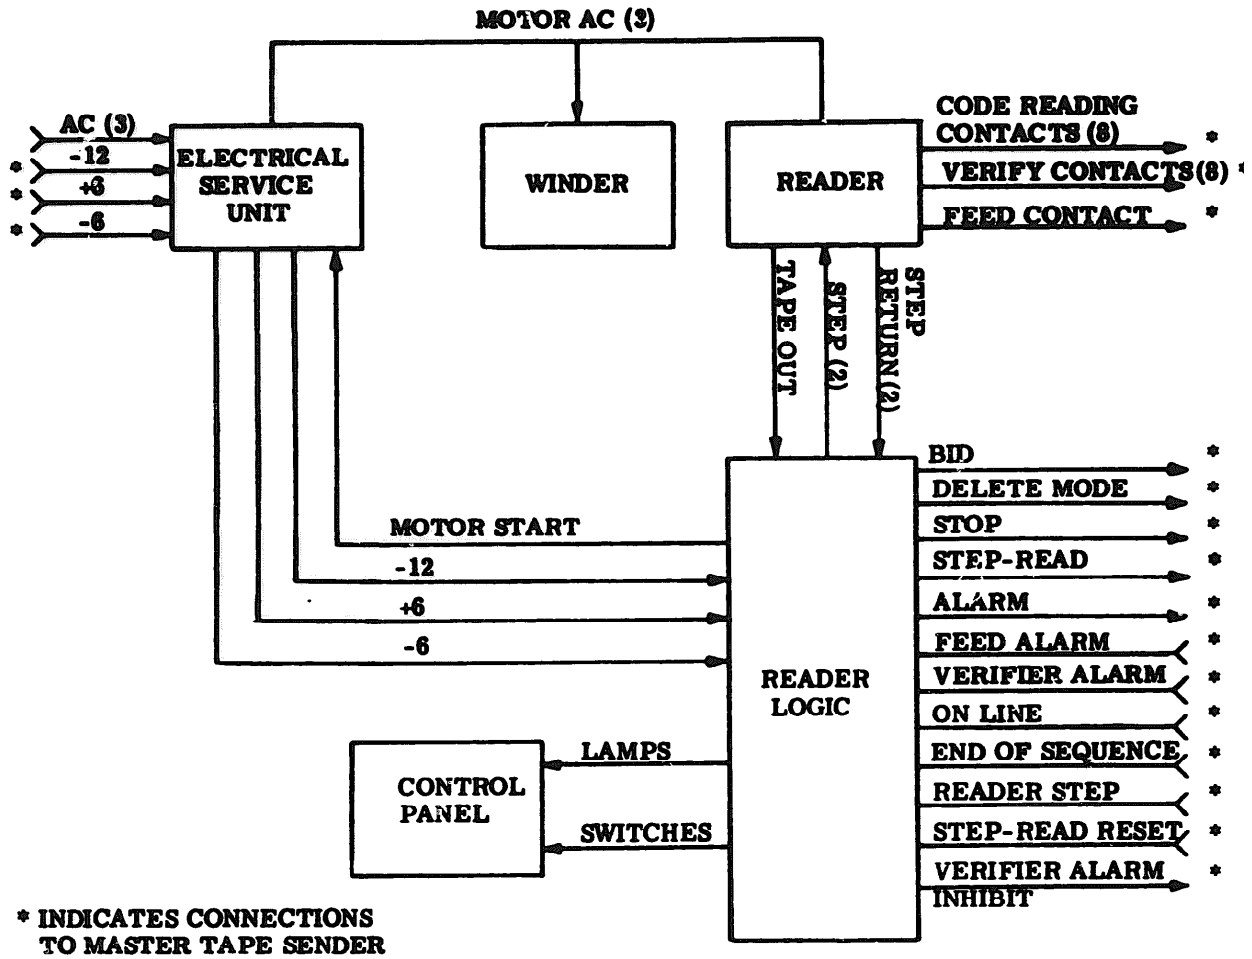 MOTOR AC (3)
AC (3)
* -12
* +6
* -6
ELECTRICAL
SERVICE
UNIT
WINDER
READER
CODE READING
CONTACTS (8) *
VERIFY CONTACTS (8) *
FEED CONTACT *
TAPE OUT
STEP (2)
STEP
RETURN (2)
MOTOR START
-12
+6
-6
READER
LOGIC
BID *
DELETE MODE *
STOP *
STEP-READ *
ALARM *
FEED ALARM *
VERIFIER ALARM *
ON LINE *
END OF SEQUENCE *
READER STEP *
STEP-READ RESET *
VERIFIER ALARM *
INHIBIT
CONTROL
PANEL
LAMPS
SWITCHES
* INDICATES CONNECTIONS
TO MASTER TAPE SENDER